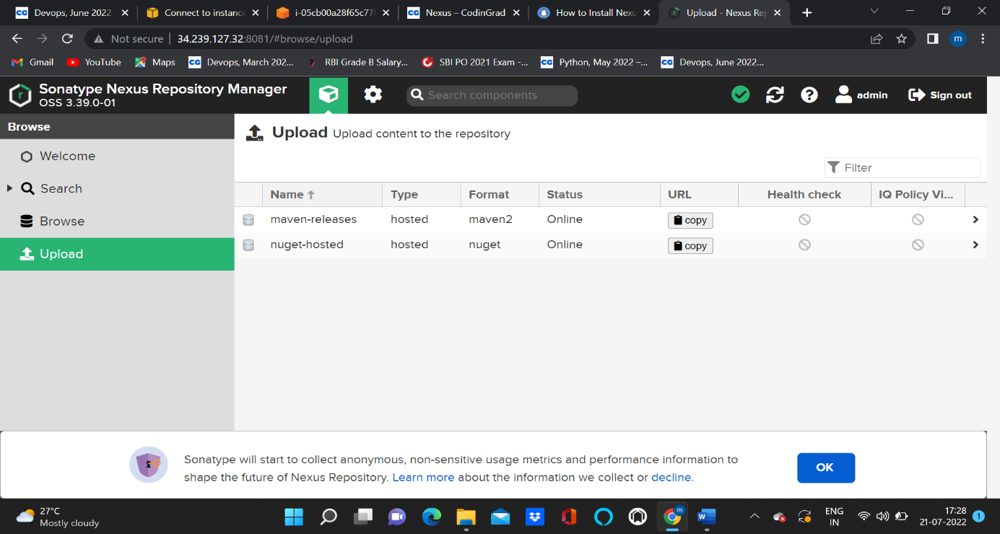 Devops, June 2022
Connect to instance
i-05cb00a28f65c77
Nexus – CodinGrad
How to Install Nexu
Upload - Nexus Re
Not secure
34.239.127.32:8081/#browse/upload
m
Gmail
YouTube
Maps
Devops, March 202...
RBI Grade B Salary...
SBI PO 2021 Exam -...
Python, May 2022 –...
Devops, June 2022...
Sonatype Nexus Repository Manager
OSS 3.39.0-01
Search components
admin
Sign out
Browse
Welcome
Search
Browse
Upload
Upload Upload content to the repository
Filter
Name Type Format Status URL Health check IQ Policy Vi...
maven-releases hosted maven2 Online copy
nuget-hosted hosted nuget Online copy
Sonatype will start to collect anonymous, non-sensitive usage metrics and performance information to
shape the future of Nexus Repository. Learn more about the information we collect or decline.
OK
27°C
Mostly cloudy
ENG
IN
17:28
21-07-2022
1